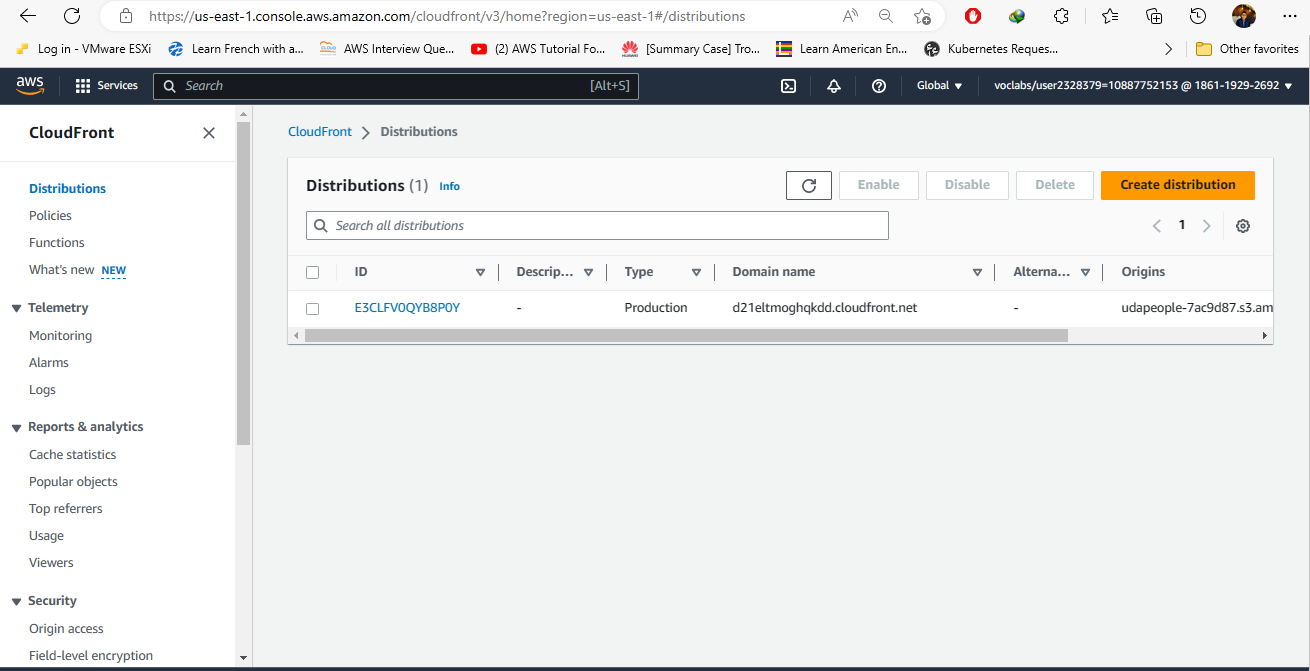 https://us-east-1.console.aws.amazon.com/cloudfront/v3/home?region=us-east-1#/distributions
Log in - VMware ESXi Learn French with a... AWS Interview Que... (2) AWS Tutorial Fo... [Summary Case] Tro... Learn American En... Kubernetes Reques... Other favorites
aws Services Search [Alt+S] Global voclabs/user2328379=10887752153 @ 1861-1929-2692
CloudFront
Distributions
Policies
Functions
What's new NEW
Telemetry
Monitoring
Alarms
Logs
Reports & analytics
Cache statistics
Popular objects
Top referrers
Usage
Viewers
Security
Origin access
Field-level encryption
CloudFront Distributions
Distributions (1) Info Enable Disable Delete Create distribution
Search all distributions 1
ID Descrip... Type Domain name Alterna... Origins
E3CLFV0QYB8P0Y - Production d21eltmoghqkdd.cloudfront.net - udapeople-7ac9d87.s3.am